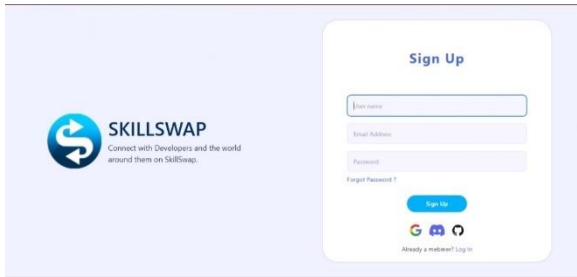 Sign Up
User name
Email Address
Password
Forgot Password ?
Sign Up
Already a mebmer? Log In
SKILLSWAP
Connect with Developers and the world
around them on SkillSwap.